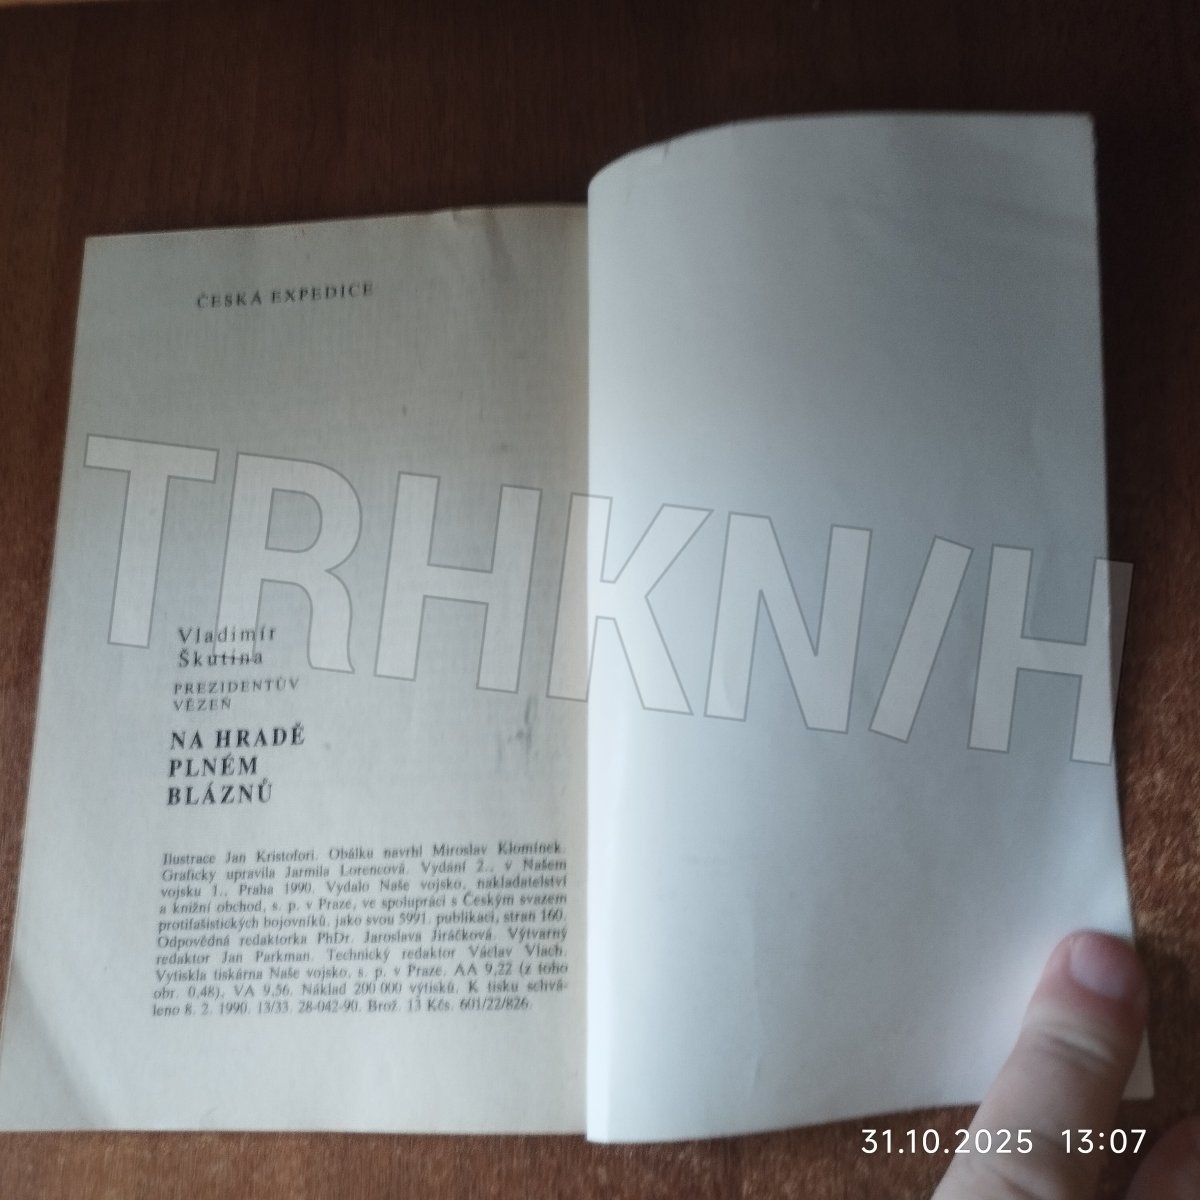 ČESKÁ EXPEDICE
Vladimír
Škutina
PREZIDENTŮV
VĚZEŇ
NA HRADĚ
PLNÉM
BLÁZNŮ
Ilustrace Jan Kristofori. Obálku navrhl Miroslav Klomínek.
Graficky upravila Jarmila Lorencová. Vydání 2., v Našem
vojsku 1., Praha 1990. Vydalo Naše vojsko, nakladatelství
a knižní obchod, s. p. v Praze, ve spolupráci s Českým svazem
protifašistických bojovníků, jako svou 5991. publikaci, stran 160.
Odpovědná redaktorka PhDr. Jaroslava Jiráčková. Výtvarný
redaktor Jan Parkman. Technický redaktor Václav Vlach.
Vytiskla tiskárna Naše vojsko, s. p. v Praze. AA 9,22 (z toho
obr. 0,48), VA 9,56. Náklad 200 000 výtisků. K tisku schvá-
leno 8. 2. 1990. 13/33. 28-042-90. Brož. 13 Kčs. 601/22/826.
TRHKN/H
31.10.2025 13:07